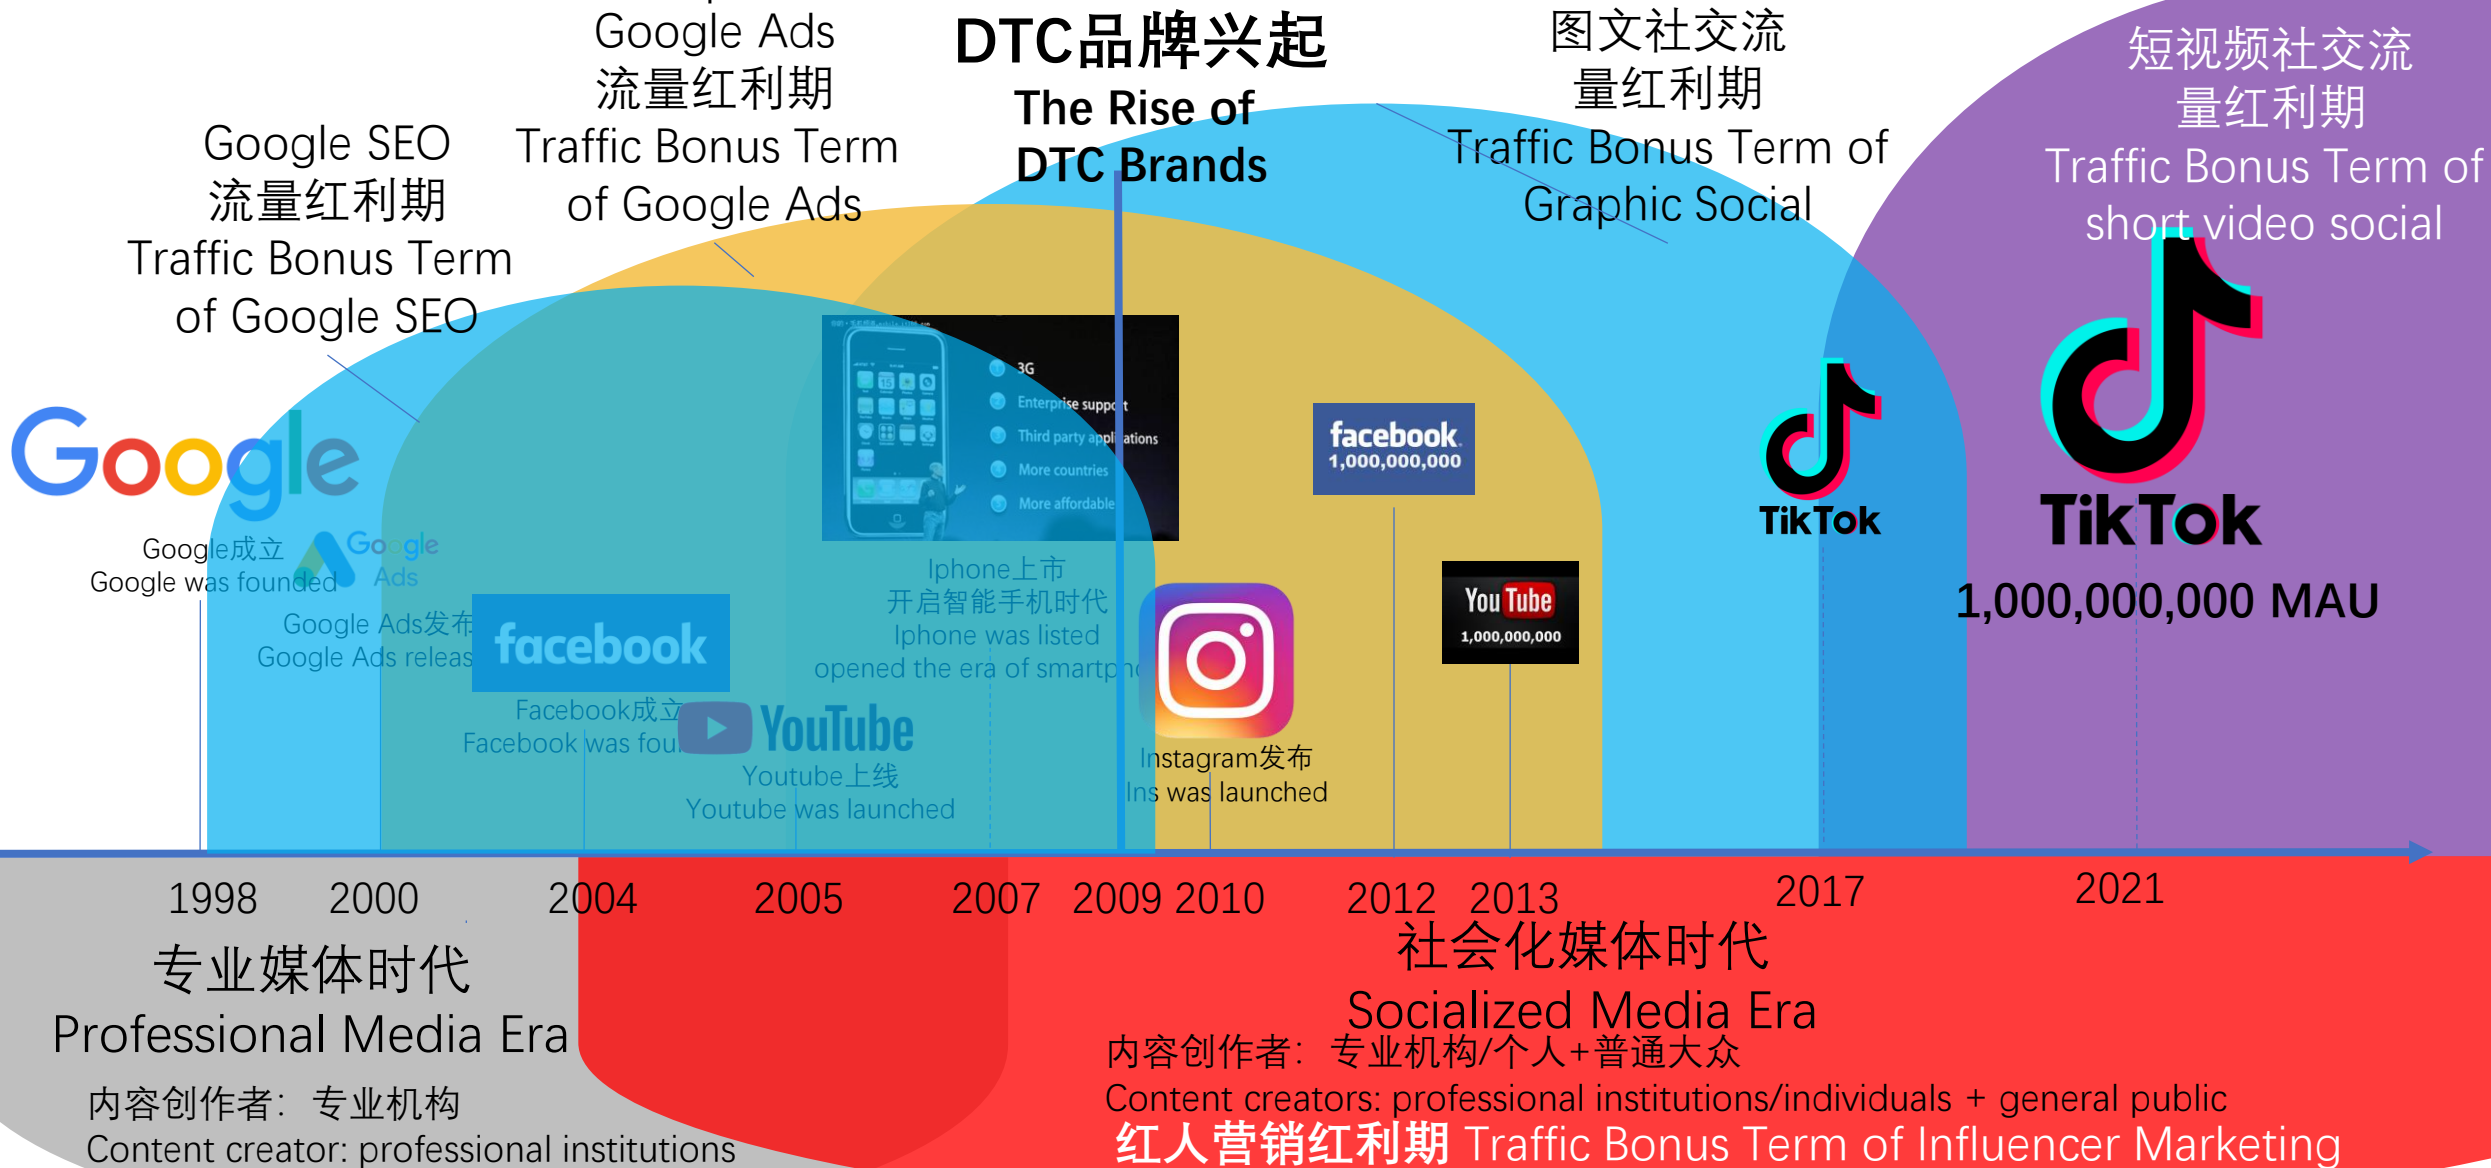 Google SEO
流量红利期
Traffic Bonus Term
of Google SEO
Google Ads
流量红利期
Traffic Bonus Term
of Google Ads
DTC品牌兴起
The Rise of
DTC Brands
图文社交流
量红利期
Traffic Bonus Term of
Graphic Social
短视频社交流
量红利期
Traffic Bonus Term of
short video social
Google
Google成立
Google was founded
Google
Ads
Google Ads发布
Google Ads releas
facebook
Facebook成立
Facebook was fou
YouTube
Youtube上线
Youtube was launched
3G
Enterprise support
Third party applications
More countries
More affordable
Iphone上市
开启智能手机时代
Iphone was listed
opened the era of smartph
Instagram发布
Ins was launched
facebook
1,000,000,000
YouTube
1,000,000,000
TikTok
TikTok
1,000,000,000 MAU
1998 2000 2004 2005 2007 2009 2010 2012 2013 2017 2021
专业媒体时代
Professional Media Era
内容创作者：专业机构
Content creator: professional institutions
社会化媒体时代
Socialized Media Era
内容创作者：专业机构/个人+普通大众
Content creators: professional institutions/individuals + general public
红人营销红利期 Traffic Bonus Term of Influencer Marketing